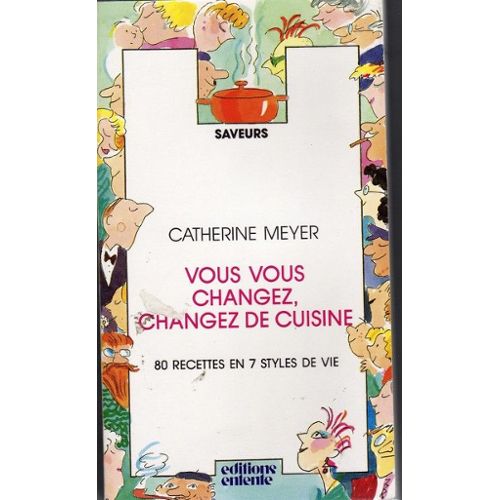 SAVEURS
CATHERINE MEYER
VOUS VOUS
CHANGEZ,
CHANGEZ DE CUISINE
80 RECETTES EN 7 STYLES DE VIE
editions
entente